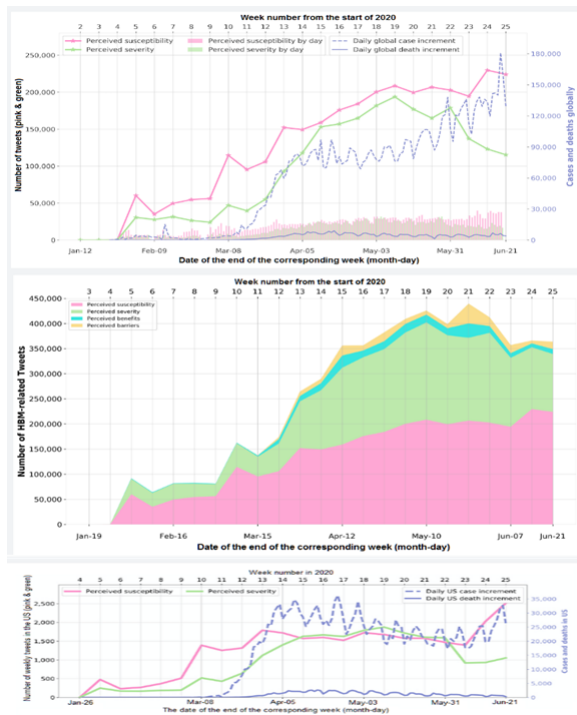 Week number from the start of 2020
2 3 4 5 6 7 8 9 10 11 12 13 14 15 16 17 18 19 20 21 22 23 24 25
Perceived susceptibility
Perceived severity
Perceived susceptibility by day
Perceived severity by day
Daily global case increment
Daily global death increment
Number of tweets (pink & green)
250,000
200,000
150,000
100,000
50,000
0
180,000
150,000
120,000
90,000
60,000
30,000
0
Cases and deaths globally
Jan-12 Feb-09 Mar-08 Apr-05 May-03 May-31 Jun-21
Date of the end of the corresponding week (month-day)
Week number from the start of 2020
3 4 5 6 7 8 9 10 11 12 13 14 15 16 17 18 19 20 21 22 23 24 25
Perceived susceptibility
Perceived severity
Perceived benefits
Perceived barriers
Number of HBM-related Tweets
450,000
400,000
350,000
300,000
250,000
200,000
150,000
100,000
50,000
0
Jan-19 Feb-16 Mar-15 Apr-12 May-10 Jun-07 Jun-21
Date of the end of the corresponding week (month-day)
Week number in 2020
4 5 6 7 8 9 10 11 12 13 14 15 16 17 18 19 20 21 22 23 24 25
Perceived susceptibility
Perceived severity
Daily US case increment
Daily US death increment
Number of weekly tweets in the US (pink & green)
2,500
2,000
1,500
1,000
500
0
35,000
30,000
25,000
20,000
15,000
10,000
5,000
0
Cases and deaths in US
Jan-26 Mar-08 Apr-05 May-03 May-31 Jun-21
The date of the end of the corresponding week (month-day)